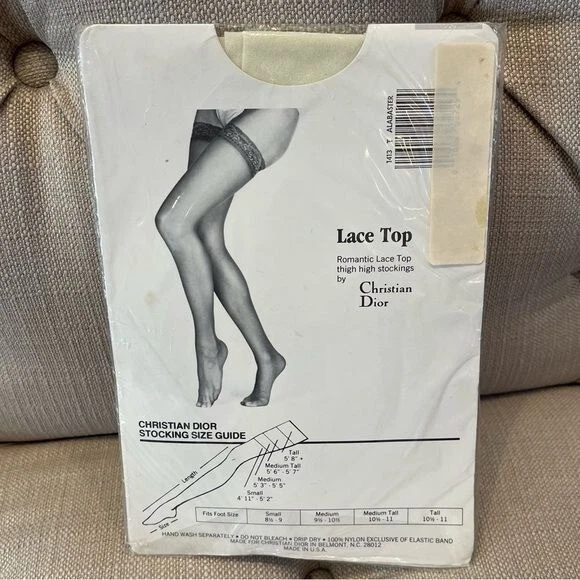 1413 T ALABASTER
Lace Top
Romantic Lace Top
thigh high stockings
by
Christian
Dior
CHRISTIAN DIOR
STOCKING SIZE GUIDE
Length
Size
Tall
5' 8" +
Medium Tall
5' 6" - 5' 7"
Medium
5' 3" - 5' 5"
Small
4' 11" - 5' 2"
Fits Foot Size Small Medium Medium Tall Tall
8½ - 9 9½ - 10½ 10½ - 11 10½ - 11
HAND WASH SEPARATELY • DO NOT BLEACH • DRIP DRY • 100% NYLON EXCLUSIVE OF ELASTIC BAND
MADE FOR CHRISTIAN DIOR IN BELMONT, N.C. 28012
MADE IN U.S.A.